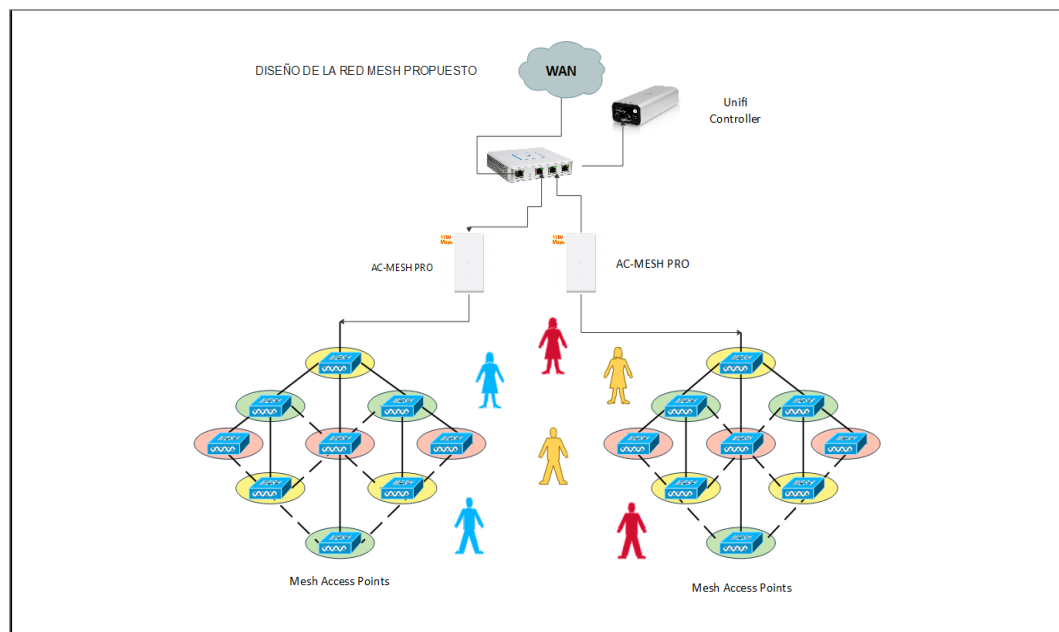 DISEÑO DE LA RED MESH PROPUESTO
WAN
Unifi
Controller
AC-MESH PRO
AC-MESH PRO
Mesh Access Points
Mesh Access Points